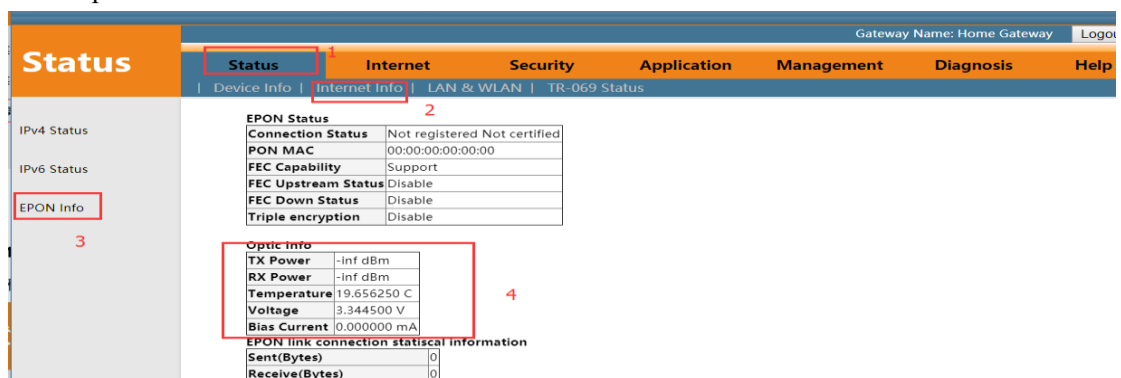 Gateway Name: Home Gateway
Status
Status Internet Security Application Management Diagnosis Help
1
| Device Info | Internet Info | LAN & WLAN | TR-069 Status
2
IPv4 Status
IPv6 Status
EPON Info
3
EPON Status
Connection Status Not registered Not certified
PON MAC 00:00:00:00:00:00
FEC Capability Support
FEC Upstream Status Disable
FEC Down Status Disable
Triple encryption Disable
Optic Info
TX Power -inf dBm
RX Power -inf dBm
Temperature 19.656250 C
Voltage 3.344500 V
Bias Current 0.000000 mA
4
EPON link connection statiscal information
Sent(Bytes) 0
Receive(Bytes) 0